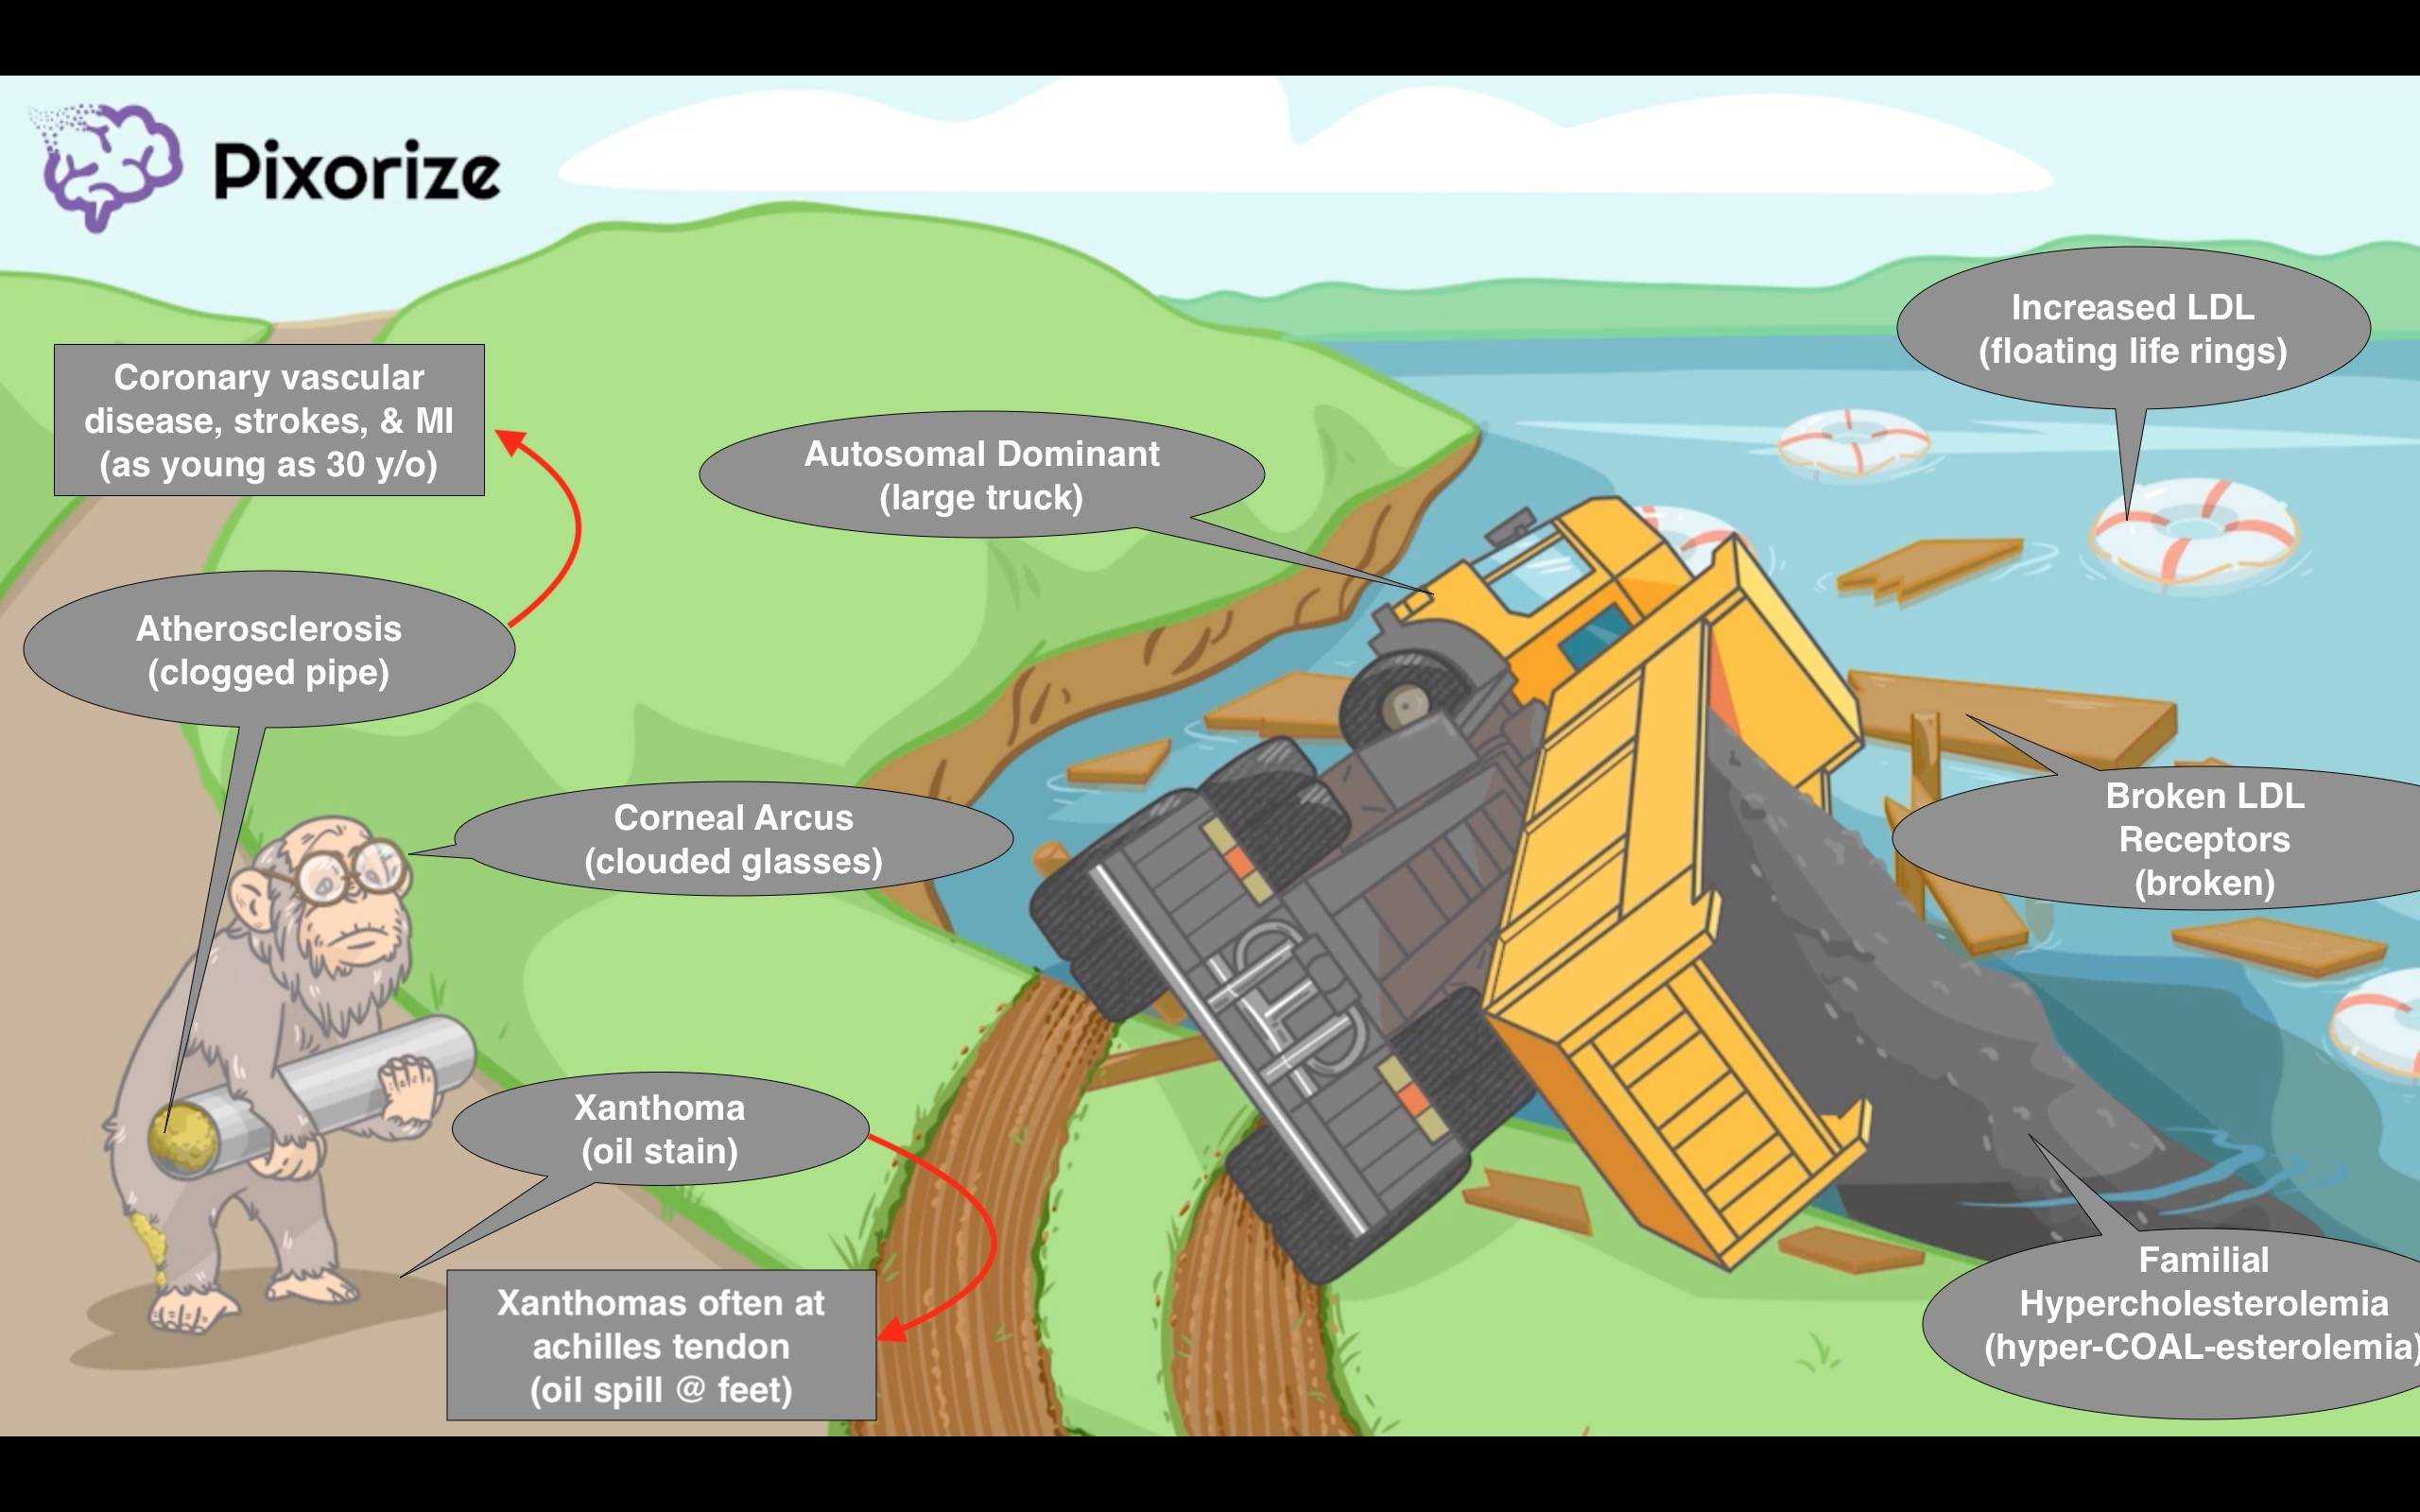 Pixorize
Increased LDL
(floating life rings)
Coronary vascular
disease, strokes, & MI
(as young as 30 y/o)
Autosomal Dominant
(large truck)
Atherosclerosis
(clogged pipe)
Corneal Arcus
(clouded glasses)
Broken LDL
Receptors
(broken)
Xanthoma
(oil stain)
Xanthomas often at
achilles tendon
(oil spill @ feet)
Familial
Hypercholesterolemia
(hyper-COAL-esterolemia)